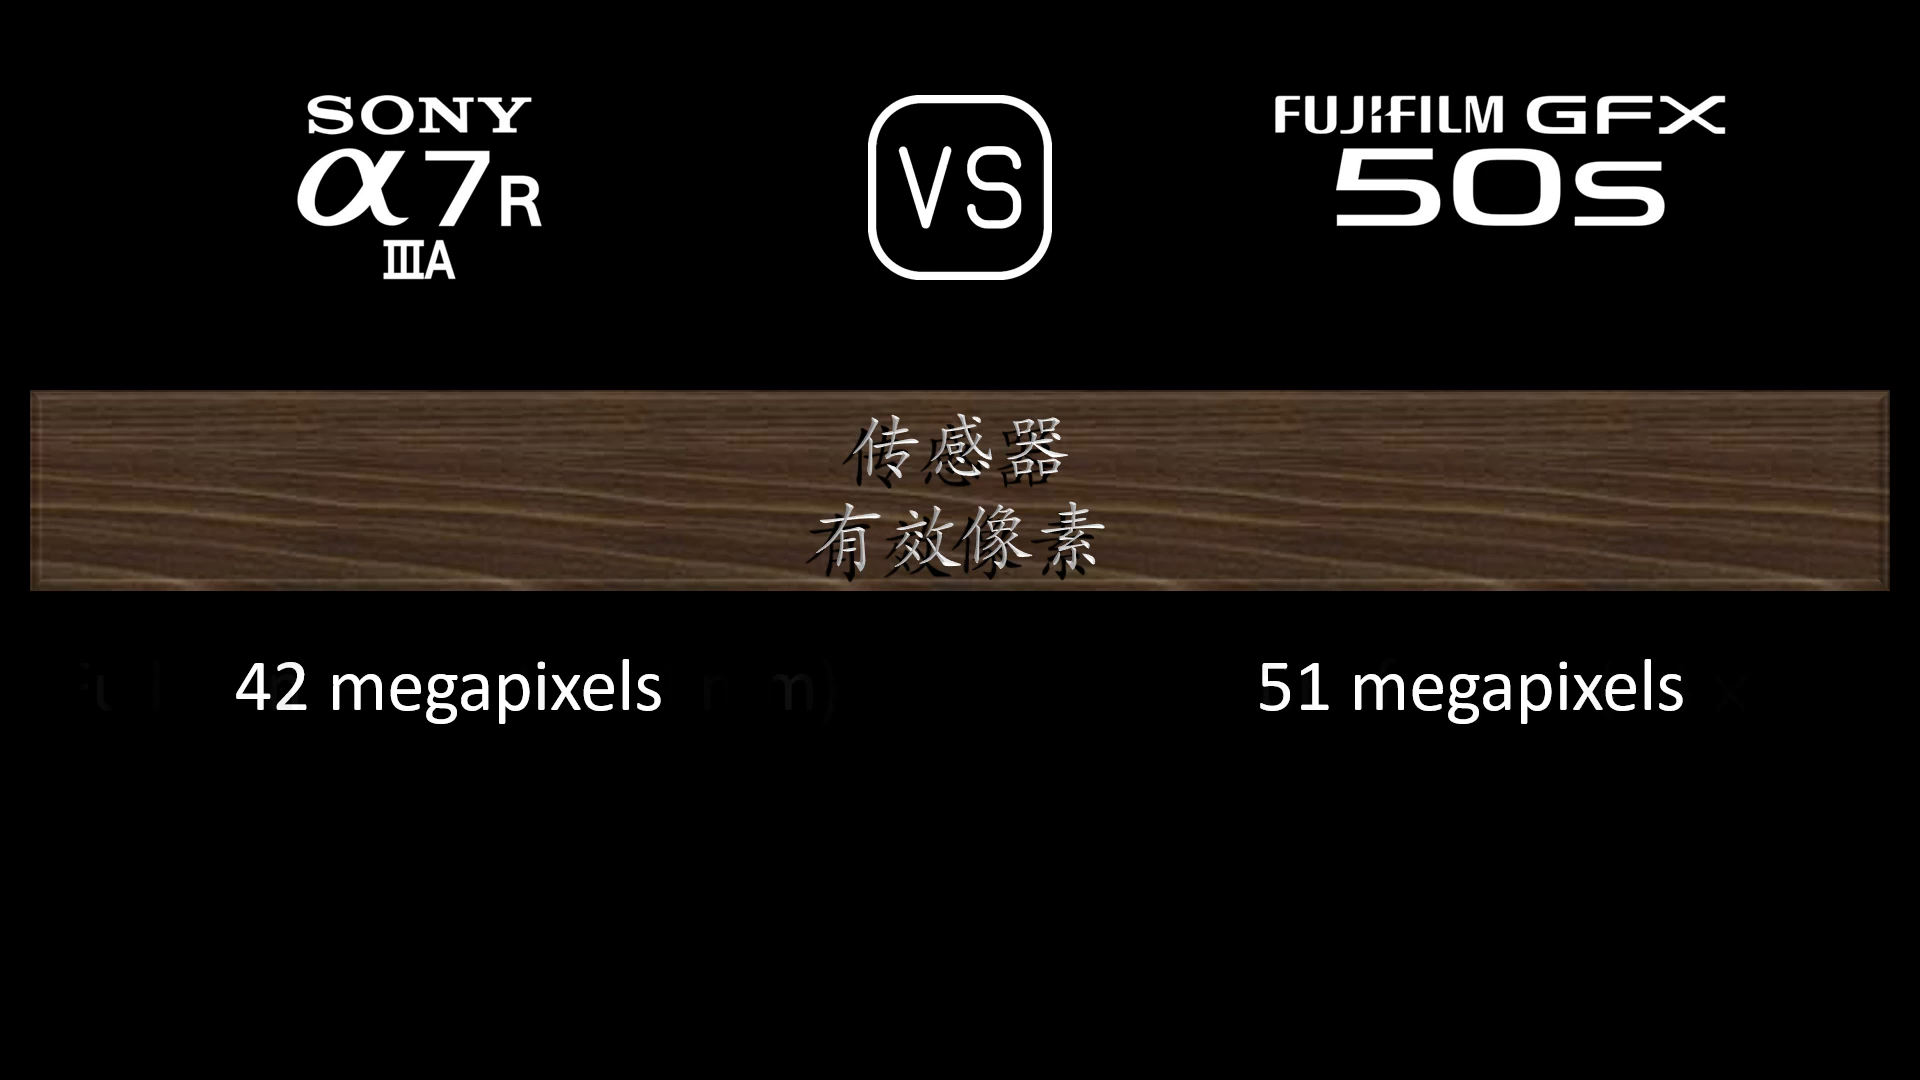 SONY
α7R
IIIA
VS
FUJIFILM GFX
50S
传感器
有效像素
42 megapixels
51 megapixels